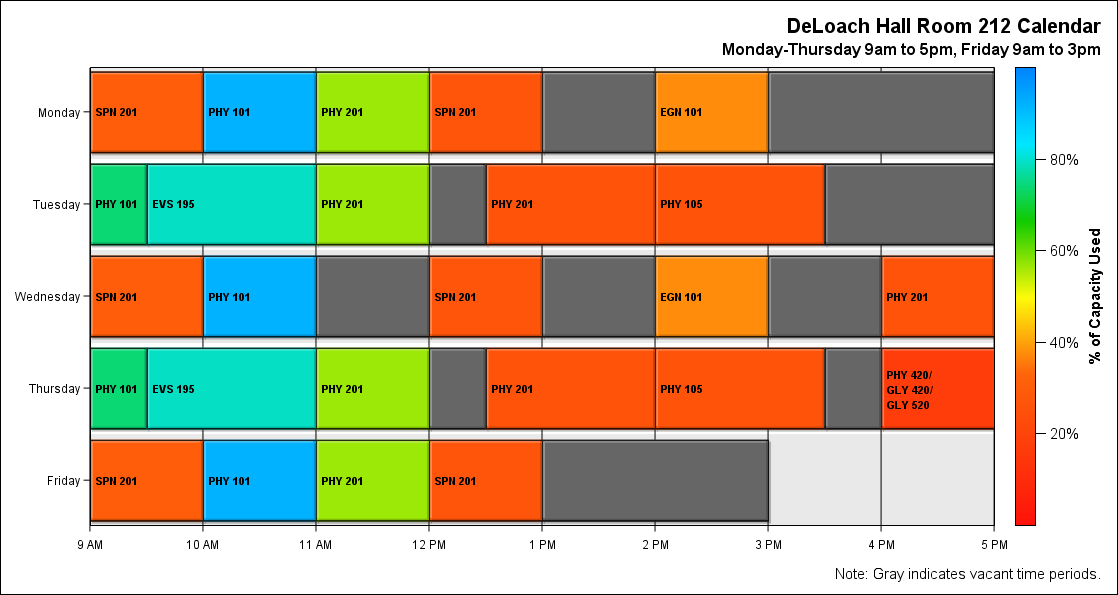 DeLoach Hall Room 212 Calendar
Monday-Thursday 9am to 5pm, Friday 9am to 3pm
Monday
SPN 201
PHY 101
PHY 201
SPN 201
EGN 101
Tuesday
PHY 101
EVS 195
PHY 201
PHY 201
PHY 105
Wednesday
SPN 201
PHY 101
SPN 201
EGN 101
PHY 201
Thursday
PHY 101
EVS 195
PHY 201
PHY 201
PHY 105
PHY 420/
GLY 420/
GLY 520
Friday
SPN 201
PHY 101
PHY 201
SPN 201
9 AM
10 AM
11 AM
12 PM
1 PM
2 PM
3 PM
4 PM
5 PM
80%
60%
40%
20%
% of Capacity Used
Note: Gray indicates vacant time periods.